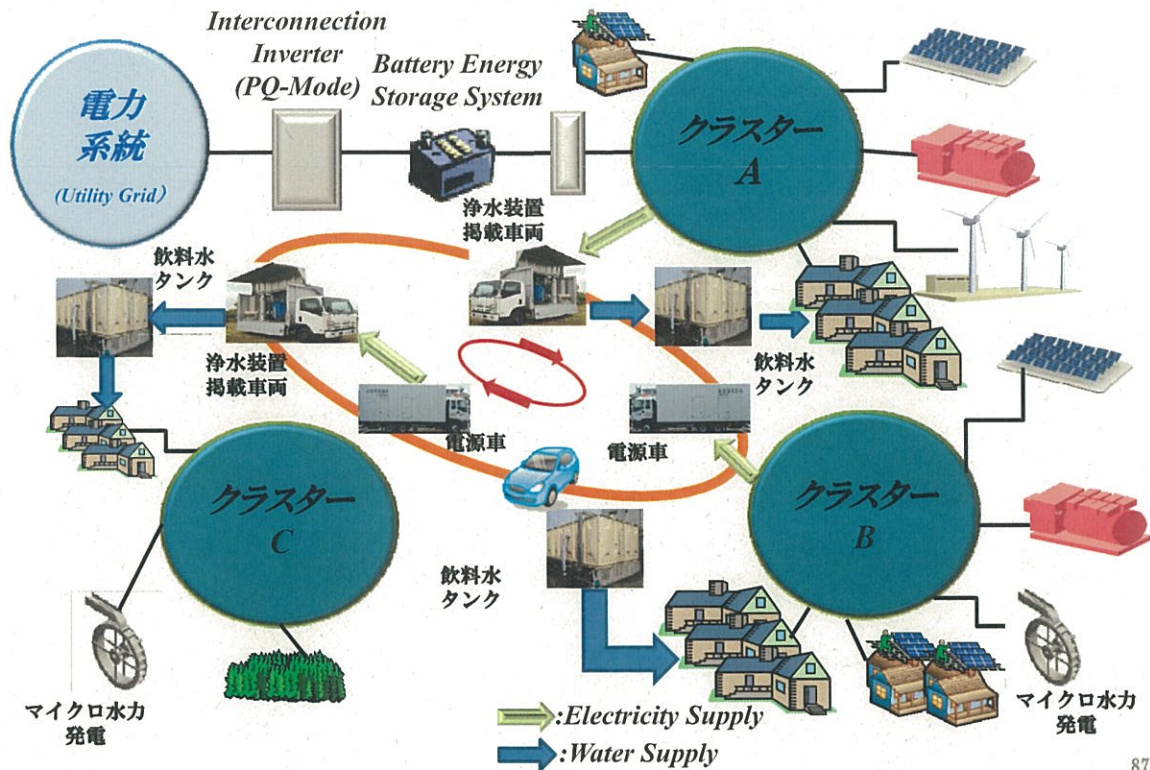 Interconnection
Inverter
(PQ-Mode)
Battery Energy
Storage System
電力
系統
(Utility Grid)
クラスター
A
浄水装置
掲載車両
飲料水
タンク
浄水装置
掲載車両
飲料水
タンク
電源車
電源車
クラスター
C
クラスター
B
飲料水
タンク
マイクロ水力
発電
マイクロ水力
発電
:Electricity Supply
:Water Supply
87